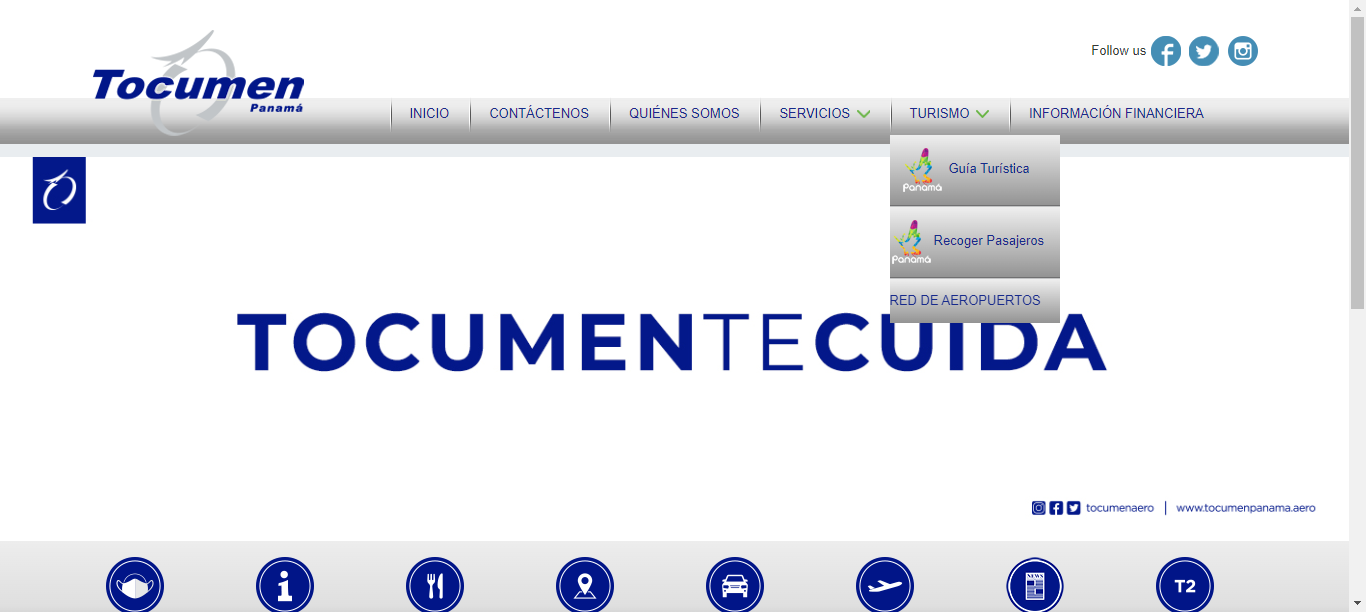 Follow us
Tocumen
Panamá
INICIO
CONTÁCTENOS
QUIÉNES SOMOS
SERVICIOS
TURISMO
INFORMACIÓN FINANCIERA
Panamá
Guía Turística
Panamá
Recoger Pasajeros
RED DE AEROPUERTOS
TOCUMENTECUIDA
tocumenaero | www.tocumenpanama.aero
NEWS
T2